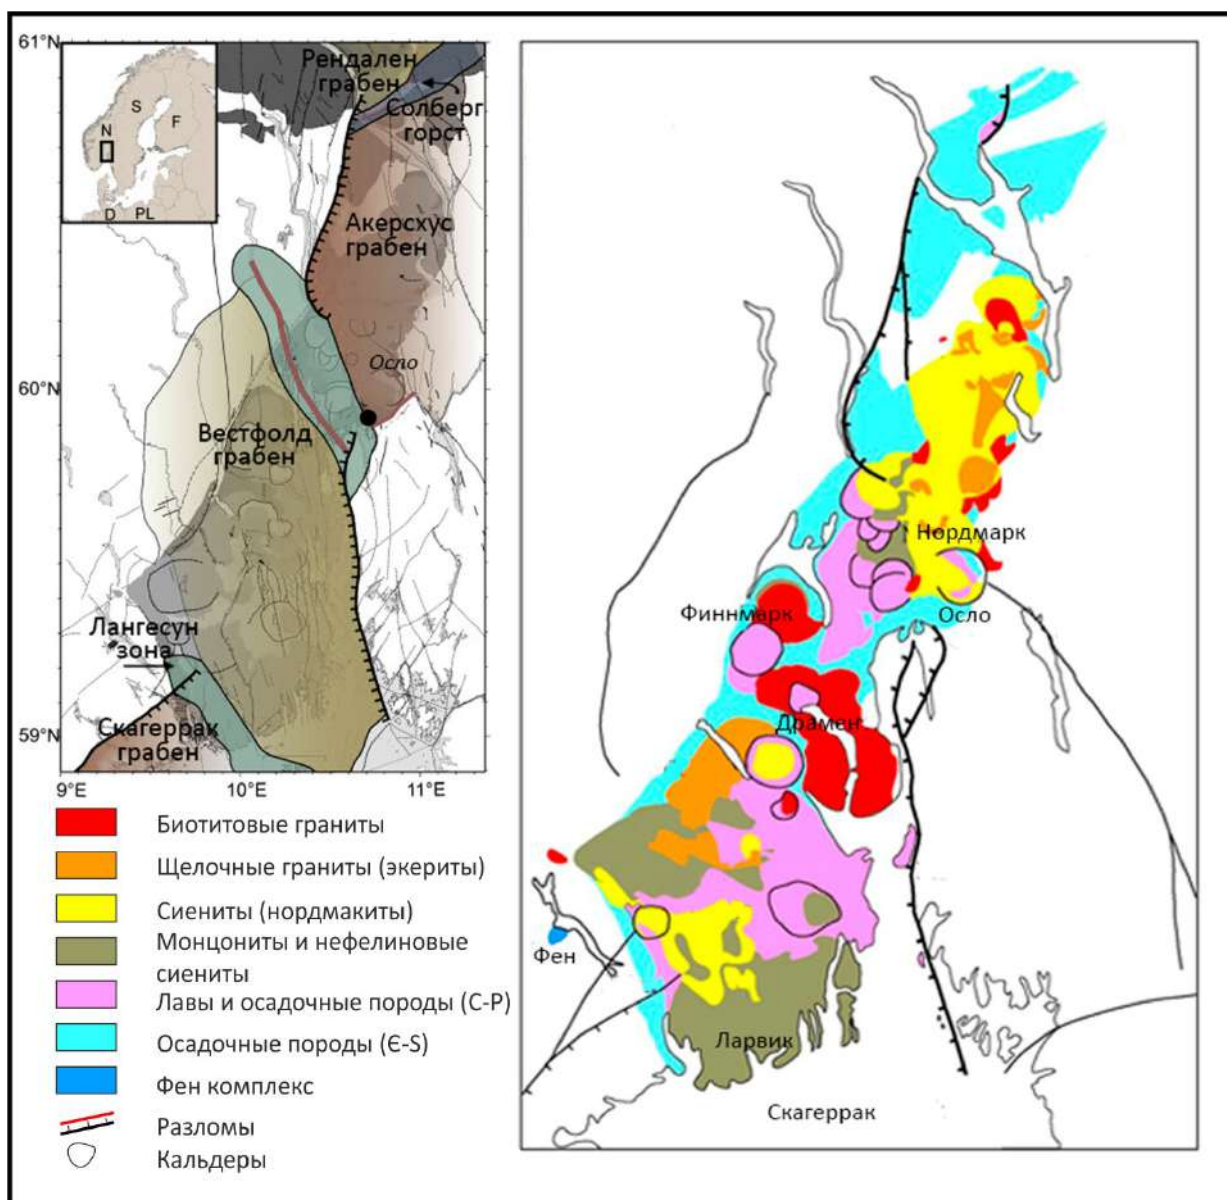 61°N
S
N
F
D
PL
Рендален
грабен
Солберг
горст
Акерсхус
грабен
Осло
60°N
Вестфолд
грабен
Лангесун
зона
Скагеррак
грабен
59°N
9°E
10°E
11°E
Биотитовые граниты
Щелочные граниты (экериты)
Сиениты (нордмакиты)
Монцониты и нефелиновые
сиениты
Лавы и осадочные породы (C-P)
Осадочные породы (Є-S)
Фен комплекс
Разломы
Кальдеры
Нордмарк
Финнмарк
Осло
Драмен
Фен
Ларвик
Скагеррак